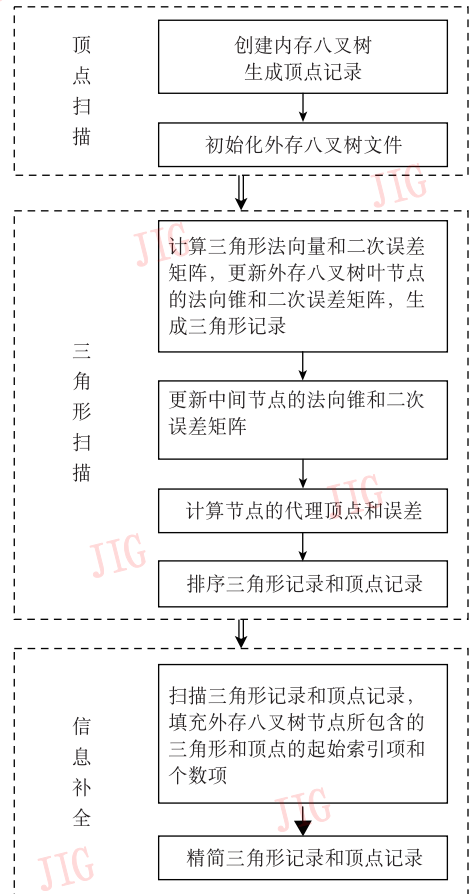 顶点扫描
创建内存八叉树
生成顶点记录
初始化外存八叉树文件
JIG
三角形扫描
JIG
计算三角形法向量和二次误差
矩阵，更新外存八叉树叶节点
的法向锥和二次误差矩阵，生
成三角形记录
更新中间节点的法向锥和二次
误差矩阵
JIG
计算节点的代理顶点和误差
JIG
排序三角形记录和顶点记录
信息补全
扫描三角形记录和顶点记录，
填充外存八叉树节点所包含的
三角形和顶点的起始索引项和
个数项
JIG
精简三角形记录和顶点记录
JIG